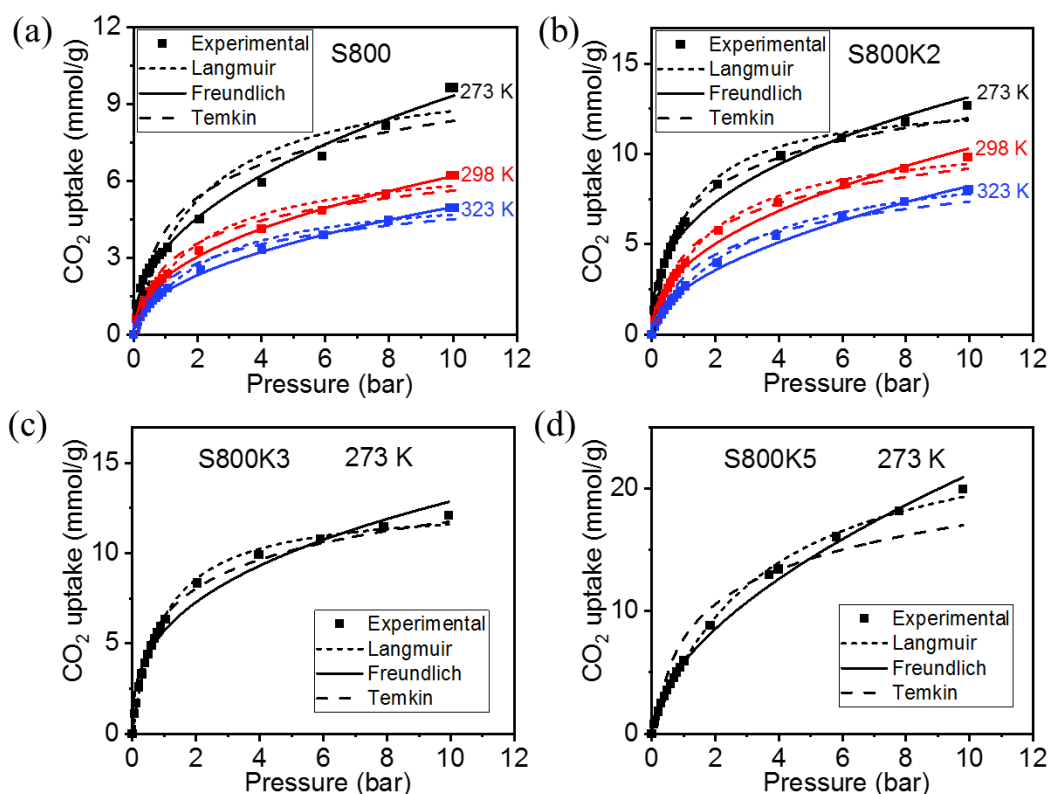 (a)
CO2 uptake (mmol/g)
12
9
6
3
0
Experimental
Langmuir
Freundlich
Temkin
S800
273 K
298 K
323 K
0 2 4 6 8 10 12
Pressure (bar)
(b)
CO2 uptake (mmol/g)
15
10
5
0
Experimental
Langmuir
Freundlich
Temkin
S800K2
273 K
298 K
323 K
0 2 4 6 8 10 12
Pressure (bar)
(c)
CO2 uptake (mmol/g)
15
10
5
0
S800K3 273 K
Experimental
Langmuir
Freundlich
Temkin
0 2 4 6 8 10 12
Pressure (bar)
(d)
CO2 uptake (mmol/g)
20
10
0
S800K5 273 K
Experimental
Langmuir
Freundlich
Temkin
0 2 4 6 8 10 12
Pressure (bar)